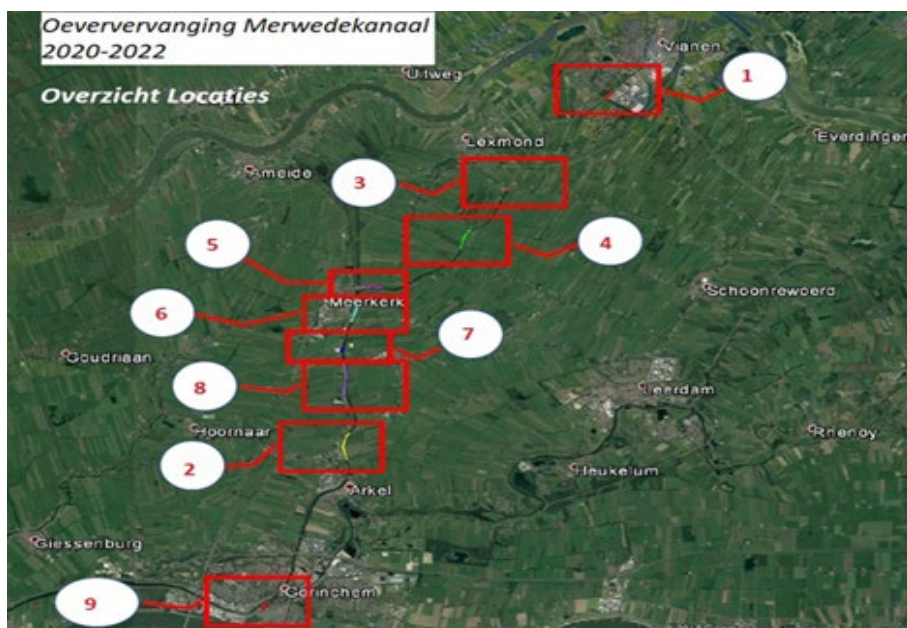 Oeververvanging Merwedekanaal
2020-2022
Overzicht Locaties
Vianen
1
Uitweg
Everdingen
Lexmond
Ameide
3
4
5
Schoonrewoerd
Meerkerk
6
7
Goudriaan
8
Leerdam
Hoornaar
Rhenoy
2
Heukelum
Arkel
Giessenburg
Gorinchem
9